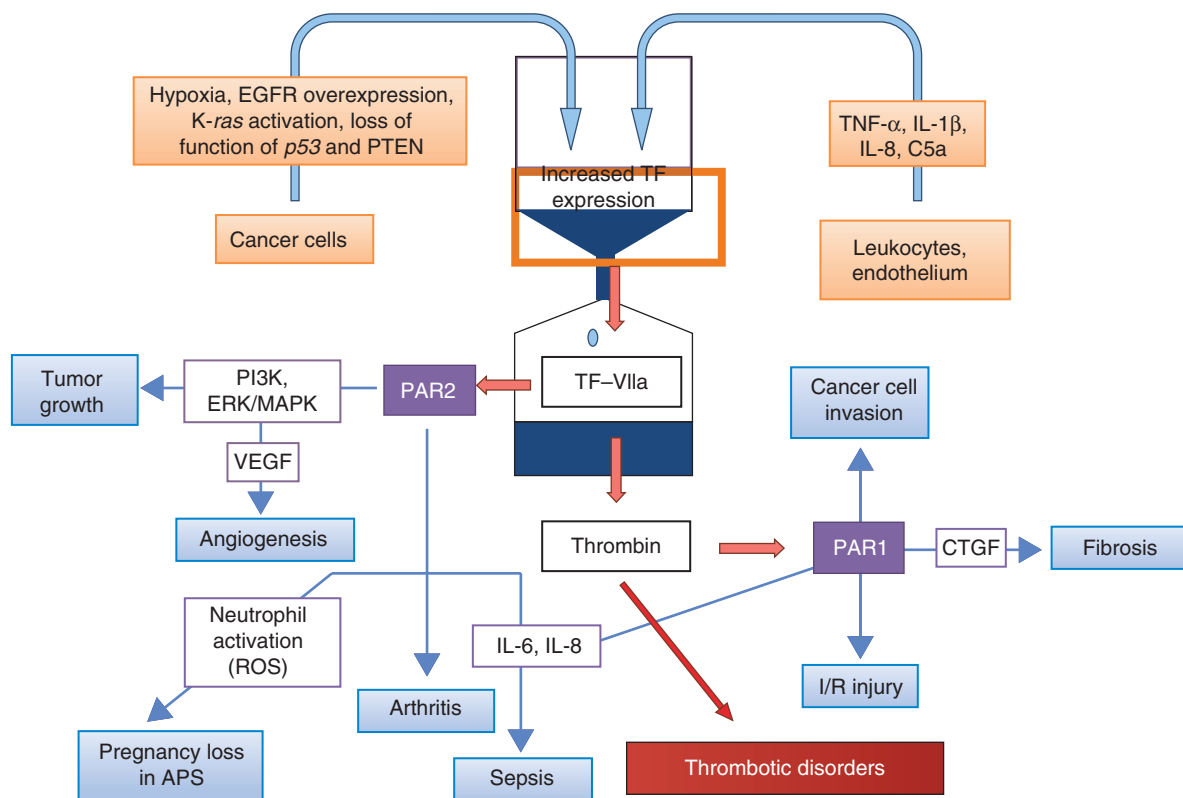 Hypoxia, EGFR overexpression,
K-ras activation, loss of
function of p53 and PTEN
Cancer cells
Increased TF
expression
TNF-α, IL-1β,
IL-8, C5a
Leukocytes,
endothelium
Tumor
growth
PI3K,
ERK/MAPK
PAR2
TF–VIIa
VEGF
Angiogenesis
Cancer cell
invasion
Thrombin
PAR1
CTGF
Fibrosis
Neutrophil
activation
(ROS)
IL-6, IL-8
Arthritis
I/R injury
Pregnancy loss
in APS
Sepsis
Thrombotic disorders